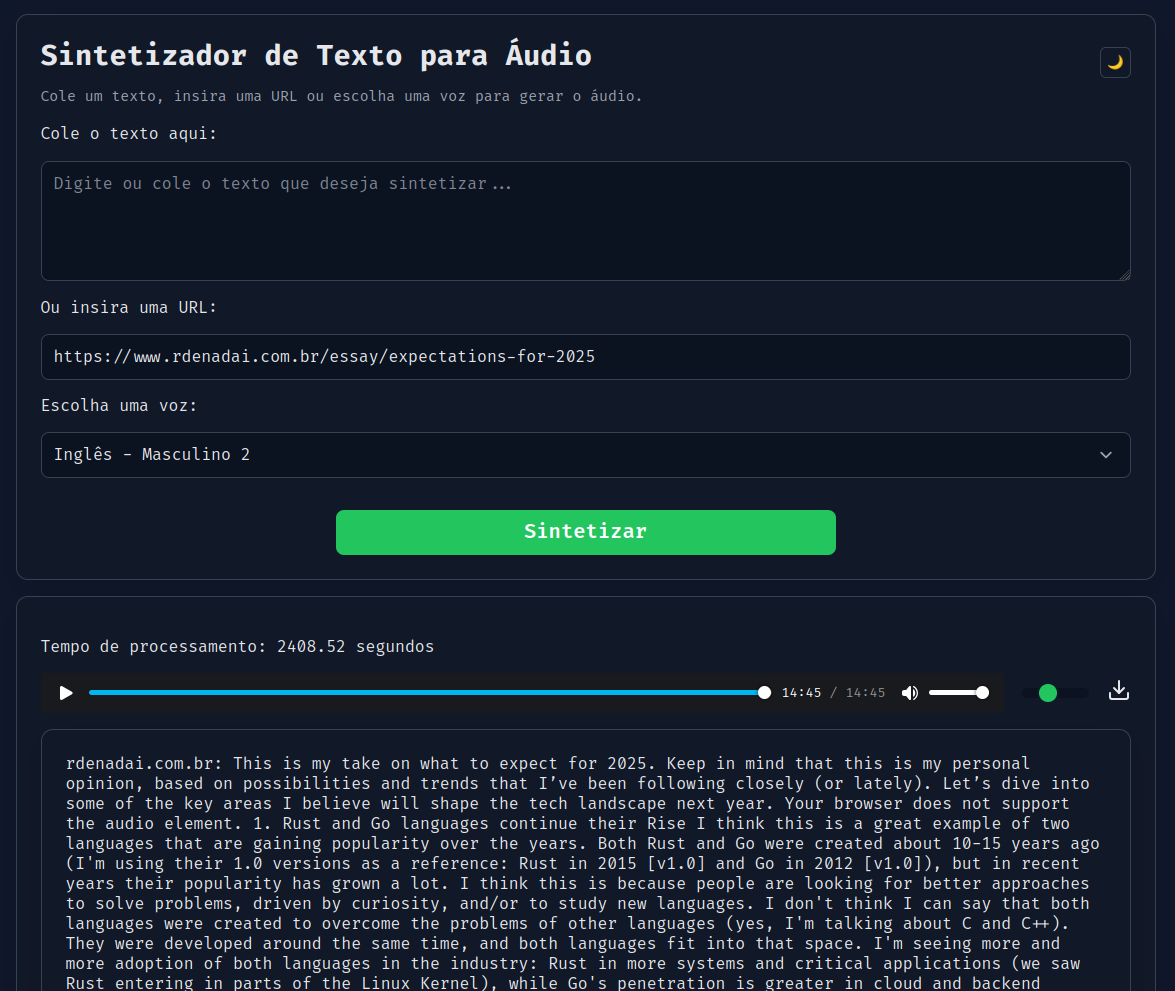 Sintetizador de Texto para Áudio
Cole um texto, insira uma URL ou escolha uma voz para gerar o áudio.
Cole o texto aqui:
Digite ou cole o texto que deseja sintetizar...
Ou insira uma URL:
https://www.rdenadai.com.br/essay/expectations-for-2025
Escolha uma voz:
Inglês - Masculino 2
Sintetizar
Tempo de processamento: 2408.52 segundos
14:45 / 14:45
rdenadai.com.br: This is my take on what to expect for 2025. Keep in mind that this is my personal
opinion, based on possibilities and trends that I’ve been following closely (or lately). Let’s dive into
some of the key areas I believe will shape the tech landscape next year. Your browser does not support
the audio element. 1. Rust and Go languages continue their Rise I think this is a great example of two
languages that are gaining popularity over the years. Both Rust and Go were created about 10-15 years ago
(I'm using their 1.0 versions as a reference: Rust in 2015 [v1.0] and Go in 2012 [v1.0]), but in recent
years their popularity has grown a lot. I think this is because people are looking for better approaches
to solve problems, driven by curiosity, and/or to study new languages. I don't think I can say that both
languages were created to overcome the problems of other languages (yes, I'm talking about C and C++).
They were developed around the same time, and both languages fit into that space. I'm seeing more and
more adoption of both languages in the industry: Rust in more systems and critical applications (we saw
Rust entering in parts of the Linux Kernel), while Go's penetration is greater in cloud and backend